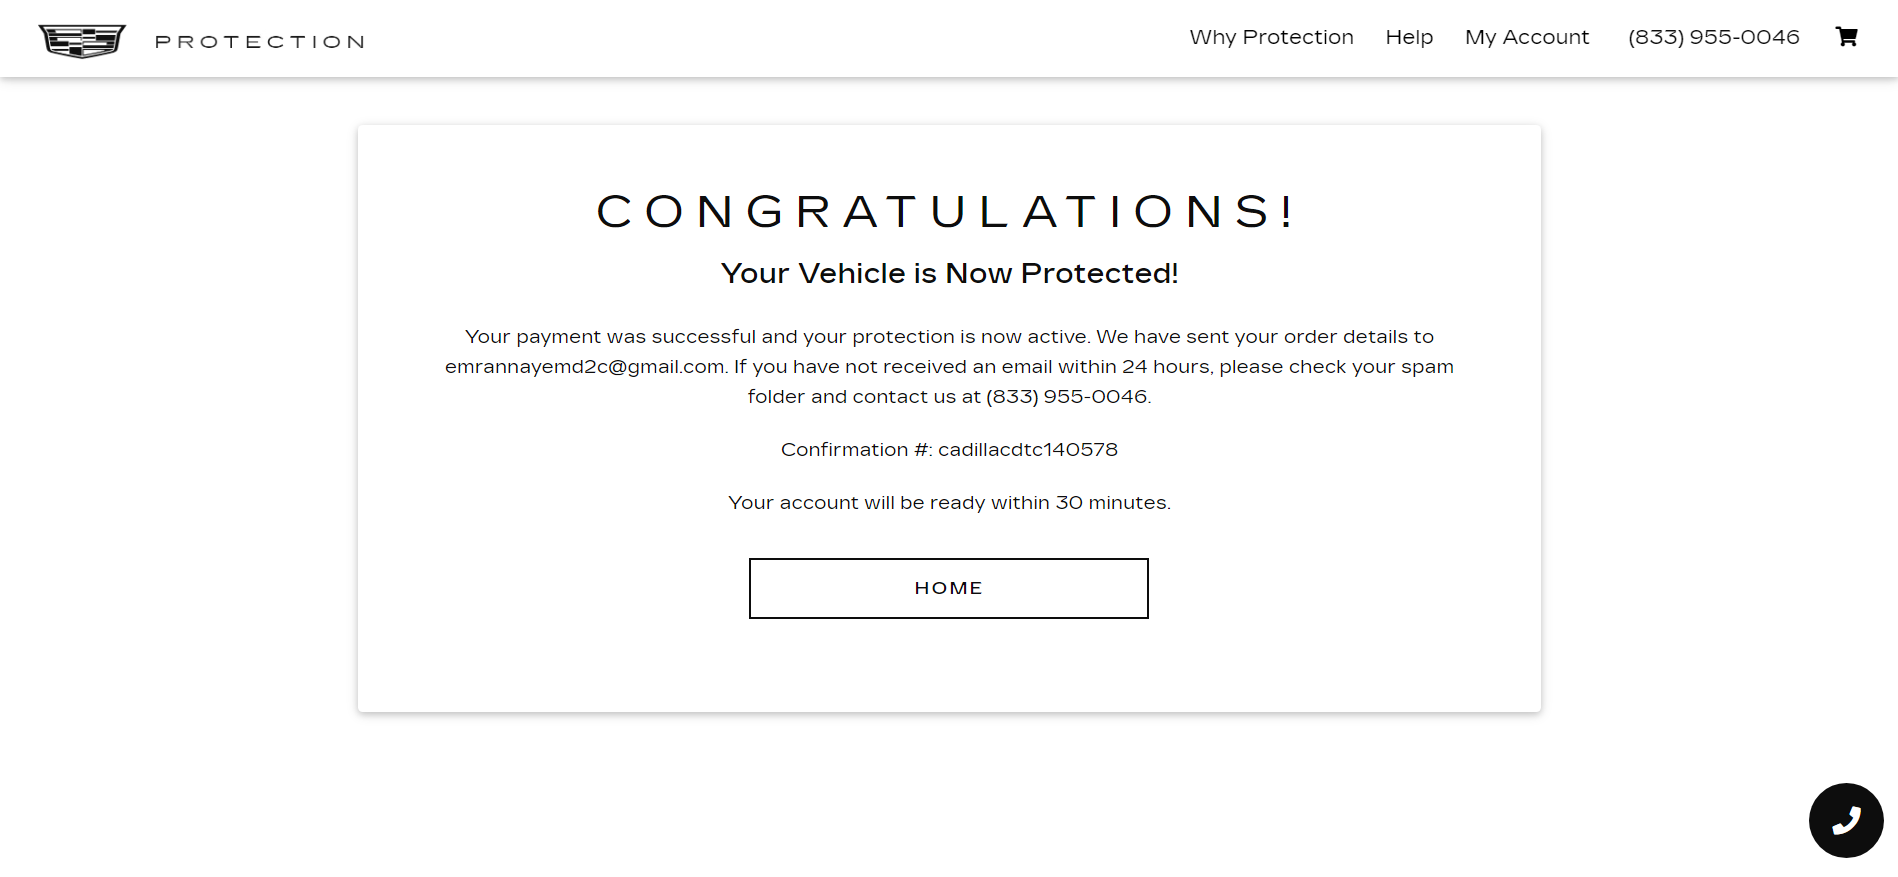 PROTECTION
Why Protection
Help
My Account
(833) 955-0046
CONGRATULATIONS!
Your Vehicle is Now Protected!
Your payment was successful and your protection is now active. We have sent your order details to
emrannayemd2c@gmail.com. If you have not received an email within 24 hours, please check your spam
folder and contact us at (833) 955-0046.
Confirmation #: cadillacdtc140578
Your account will be ready within 30 minutes.
HOME